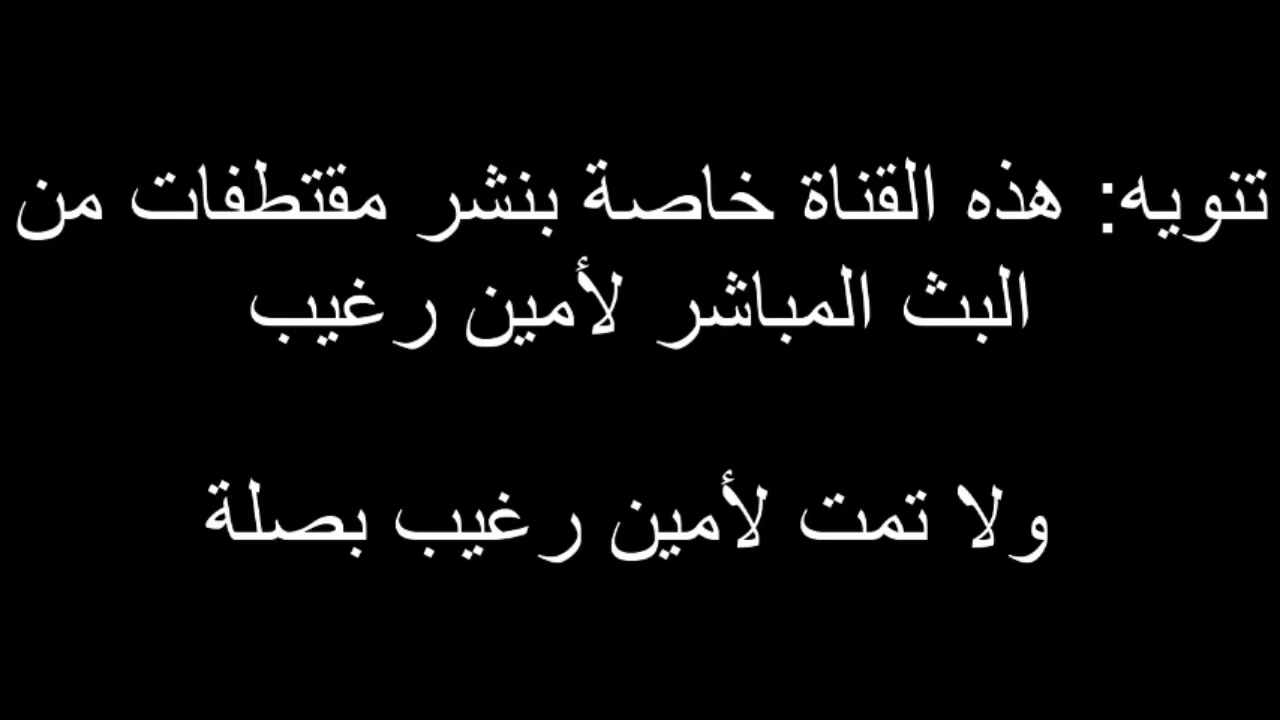 تنويه: هذه القناة خاصة بنشر مقتطفات من
البث المباشر لأمين رغيب
ولا تمت لأمين رغيب بصلة